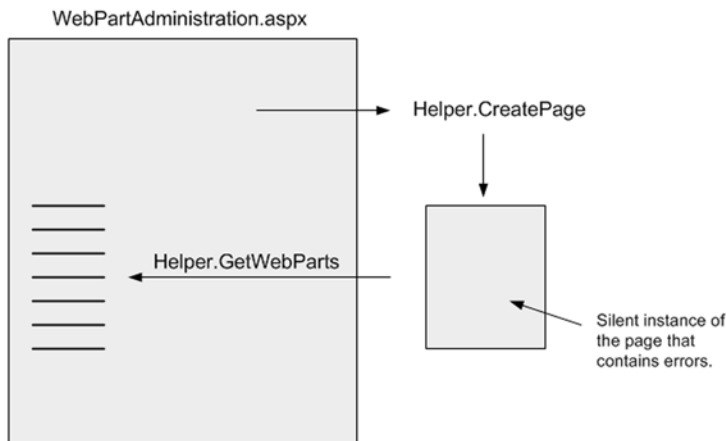 WebPartAdministration.aspx
Helper.CreatePage
Helper.GetWebParts
Silent instance of
the page that
contains errors.